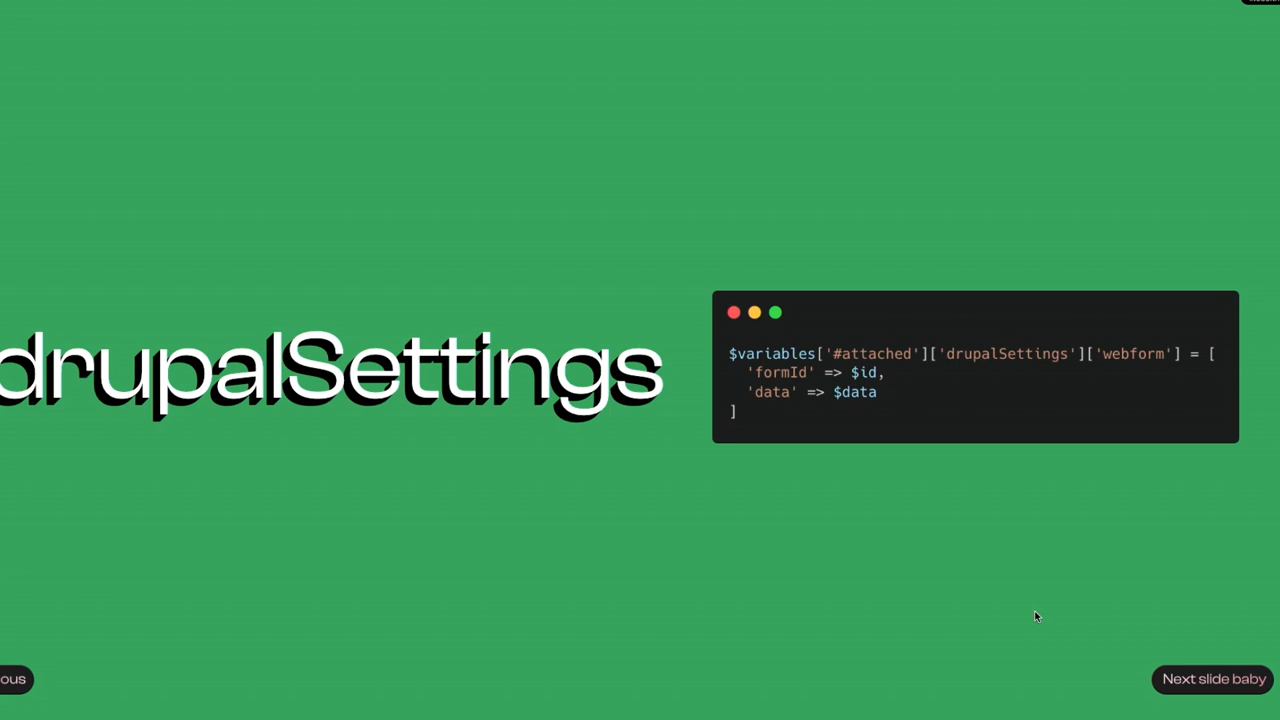 drupalSettings
$variables['#attached']['drupalSettings']['webform'] = [
'formId' => $id,
'data' => $data
]
ous
Next slide baby